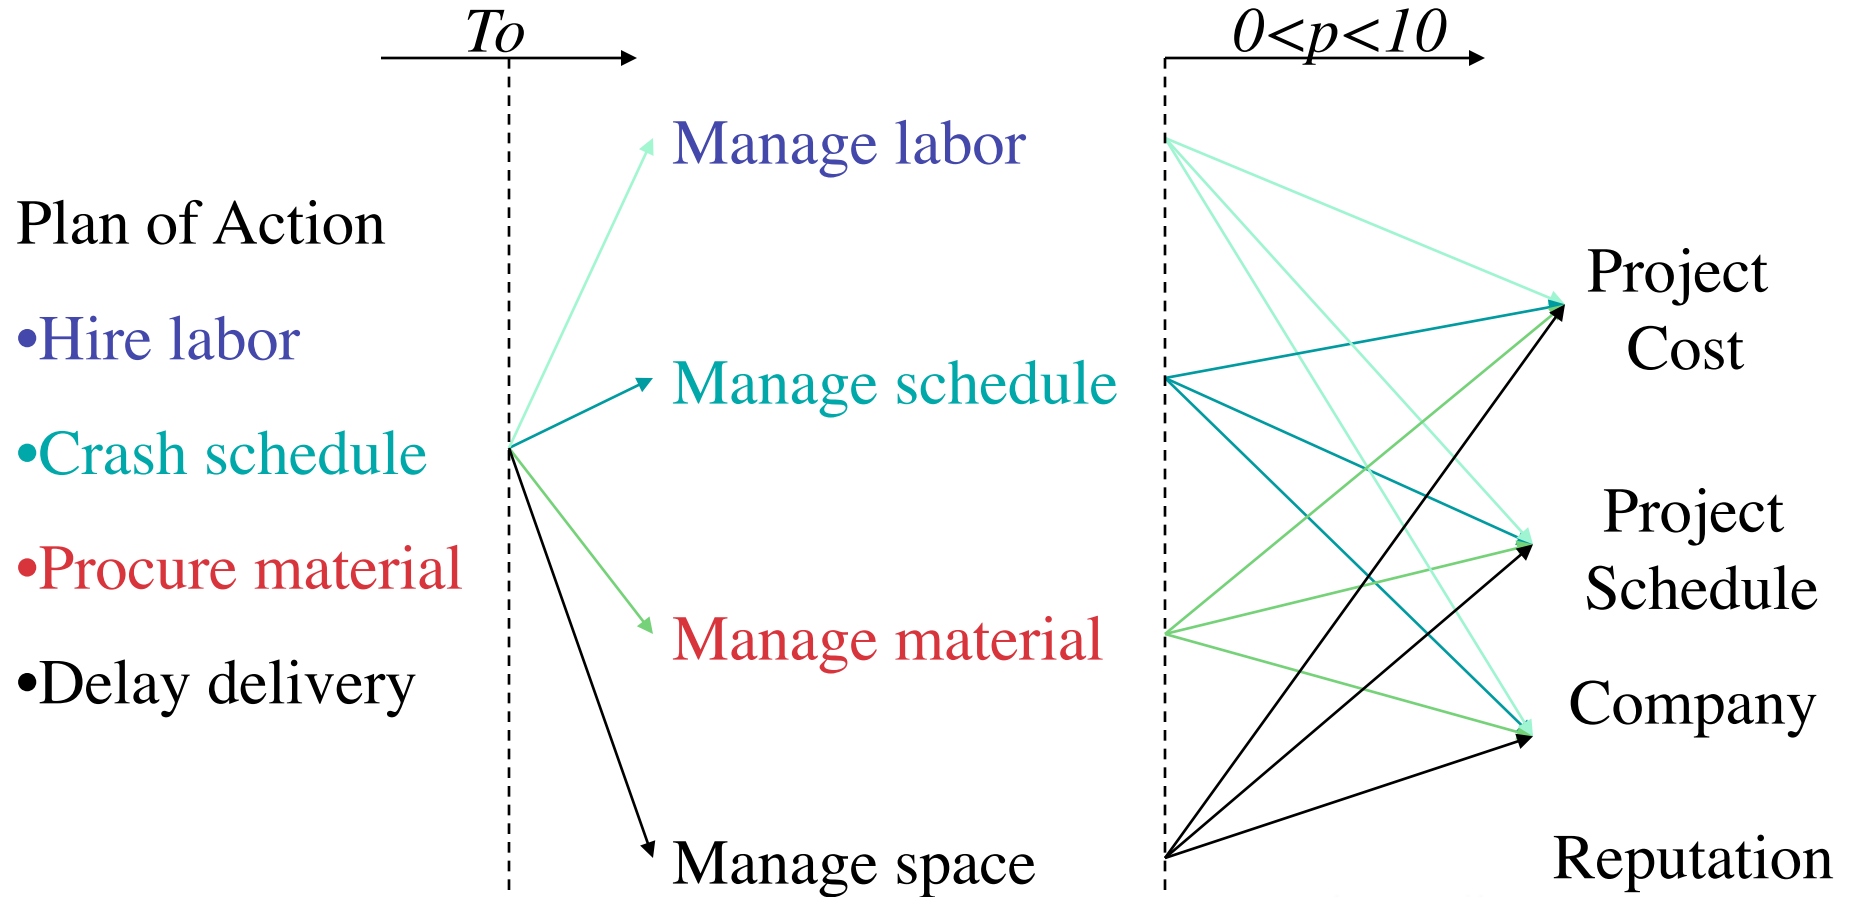 To
0<p<10
Plan of Action
•Hire labor
•Crash schedule
•Procure material
•Delay delivery
Manage labor
Manage schedule
Manage material
Manage space
Project
Cost
Project
Schedule
Company
Reputation